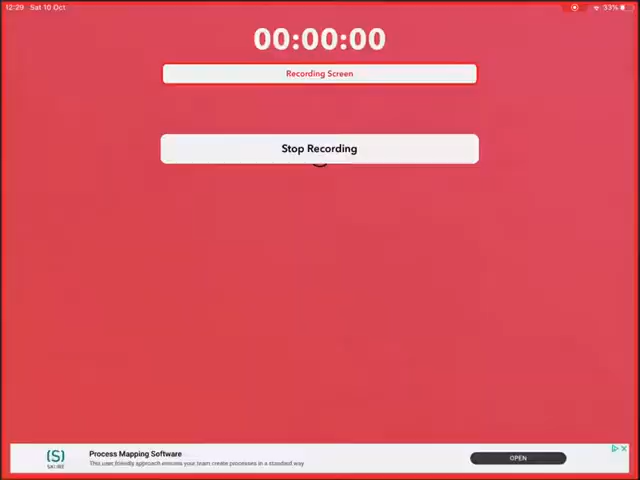 12:29 Sat 10 Oct
33%
00:00:00
Recording Screen
Stop Recording
Process Mapping Software
This user friendly approach ensures your team create processes in a standard way
OPEN